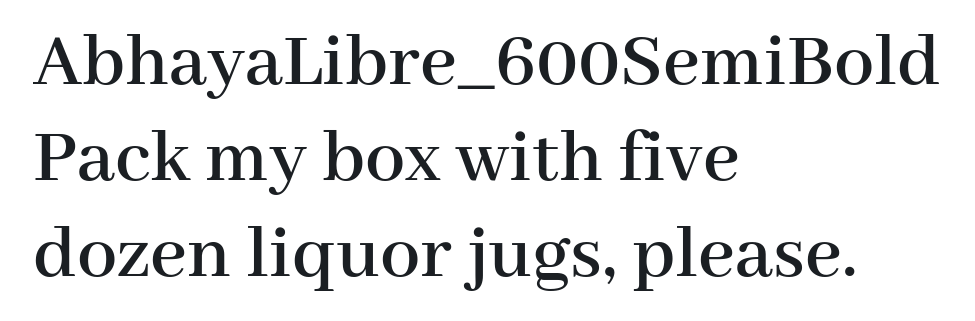 AbhayaLibre_600SemiBold
Pack my box with five
dozen liquor jugs, please.